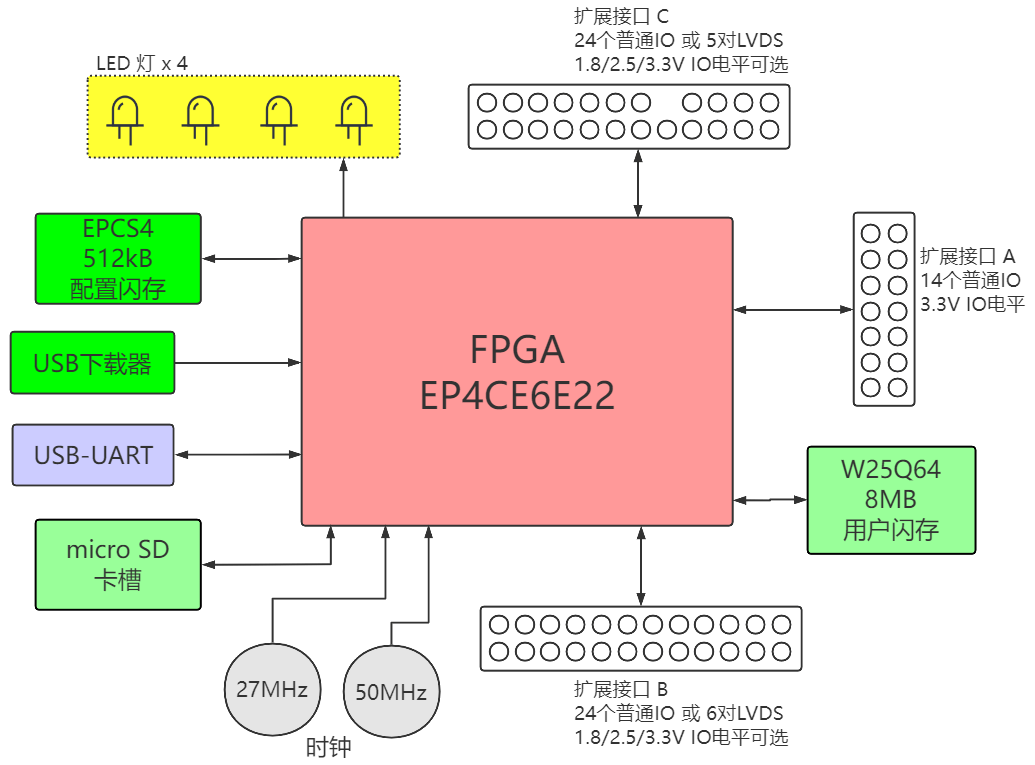 扩展接口 C
24个普通IO 或 5对LVDS
1.8/2.5/3.3V IO电平可选
LED 灯 x 4
EPCS4
512kB
配置闪存
扩展接口 A
14个普通IO
3.3V IO电平
USB下载器
FPGA
EP4CE6E22
USB-UART
W25Q64
8MB
用户闪存
micro SD
卡槽
27MHz
50MHz
时钟
扩展接口 B
24个普通IO 或 6对LVDS
1.8/2.5/3.3V IO电平可选